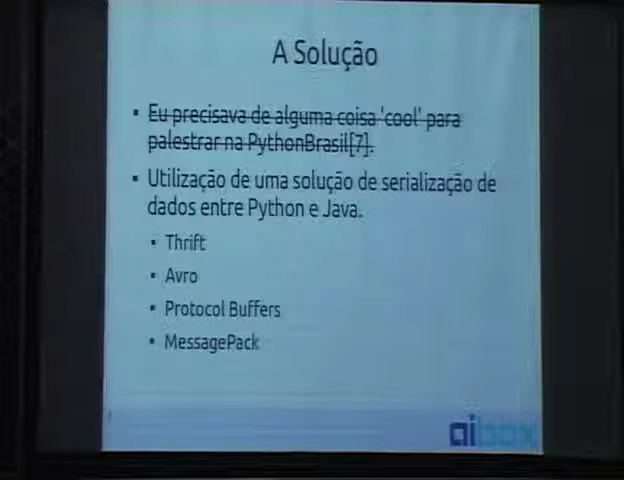 A Solução
Eu precisava de alguma coisa 'cool' para
palestrar na PythonBrasil[7].
Utilização de uma solução de serialização de
dados entre Python e Java.
Thrift
Avro
Protocol Buffers
MessagePack
aibox